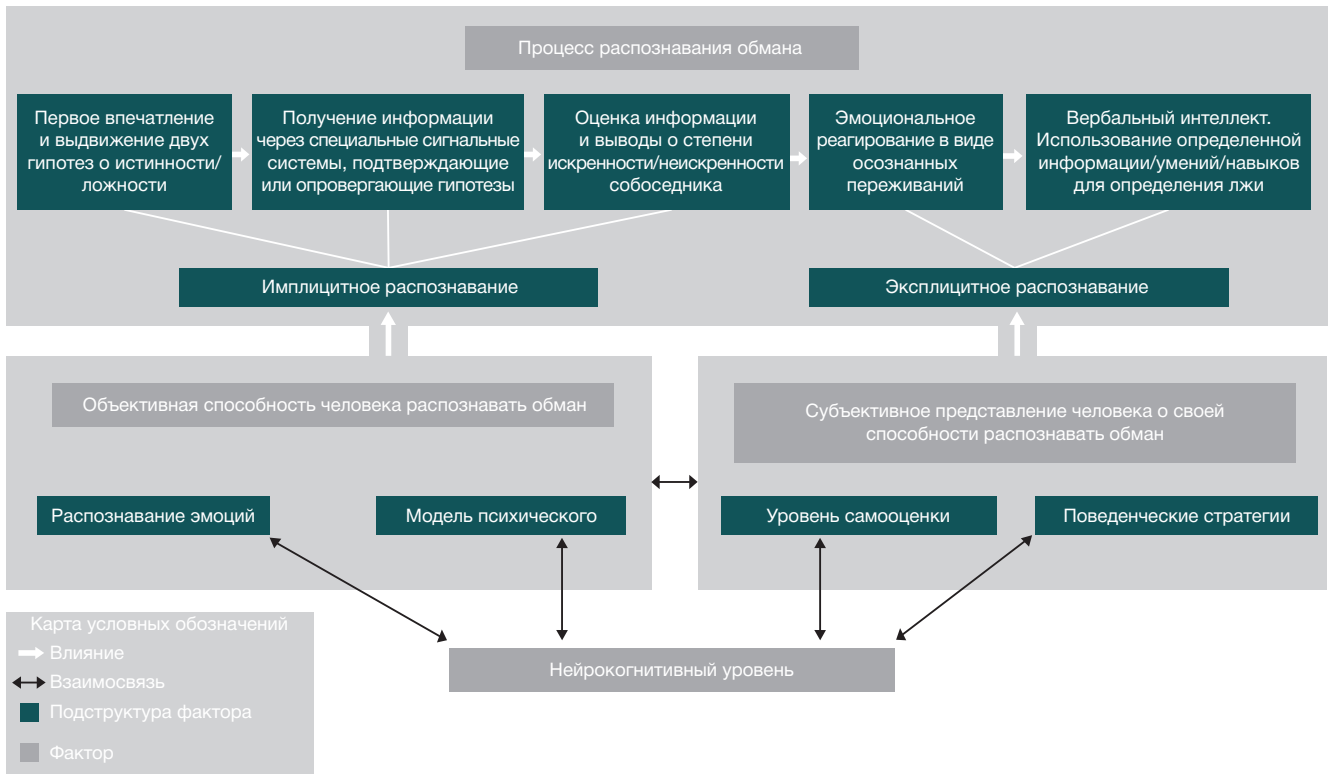 Процесс распознавания обмана
Первое впечатление
и выдвижение двух
гипотез о истинности/
ложности
Получение информации
через специальные сигнальные
системы, подтверждающие
или опровергающие гипотезы
Оценка информации
и выводы о степени
искренности/неискренности
собоседника
Эмоциональное
реагирование в виде
осознанных
переживаний
Вербальный интеллект.
Использование определенной
информации/умений/навыков
для определения лжи
Имплицитное распознавание
Эксплицитное распознавание
Объективная способность человека распознавать обман
Субъективное представление человека о своей
способности распознавать обман
Распознавание эмоций
Модель психического
Уровень самооценки
Поведенческие стратегии
Нейрокогнитивный уровень
Карта условных обозначений
Влияние
Взаимосвязь
Подструктура фактора
Фактор